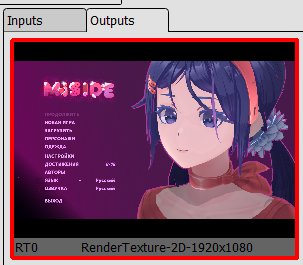 Inputs
Outputs
MiSIDE
ПРОДОЛЖИТЬ
НОВАЯ ИГРА
ЗАГРУЗИТЬ
ПЕРСОНАЖИ
ОДЕЖДА
НАСТРОЙКИ
ДОСТИЖЕНИЯ
АВТОРЫ
ЯЗЫК - Русский
ОЗВУЧКА - Русский
ВЫХОД
RT0 RenderTexture-2D-1920x1080